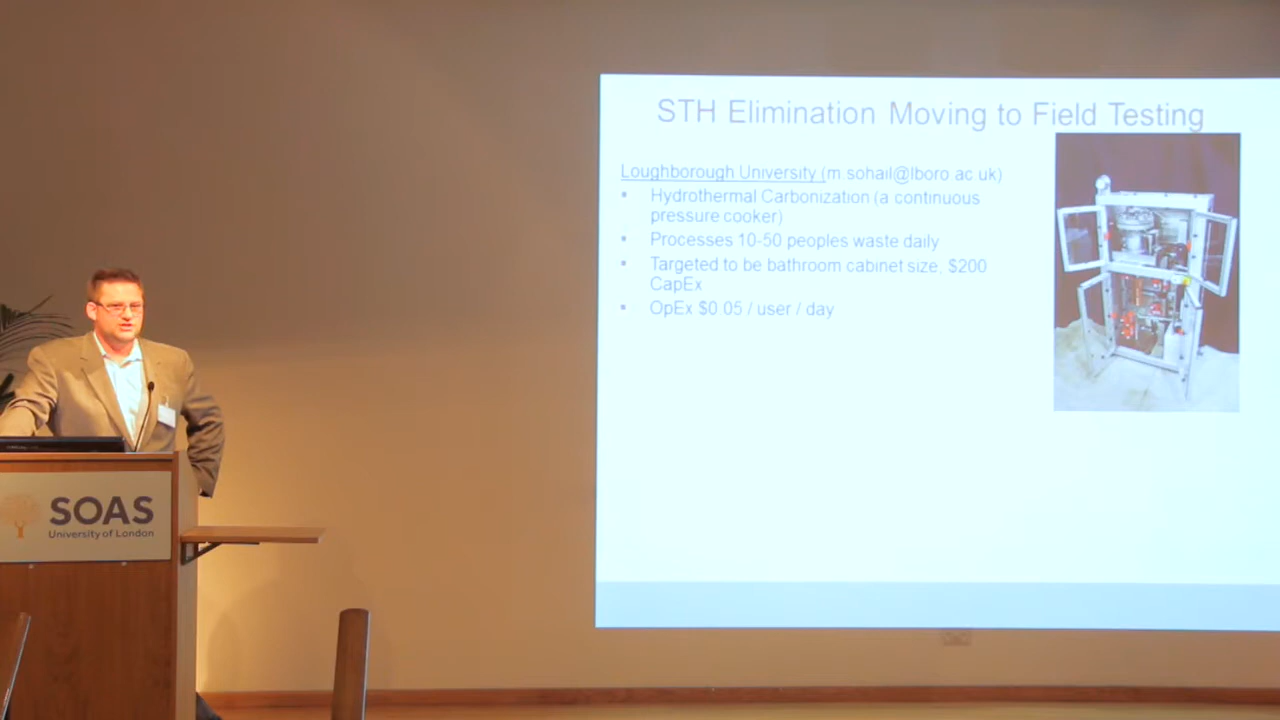 STH Elimination Moving to Field Testing
Loughborough University (m.sohail@lboro.ac.uk)
▪ Hydrothermal Carbonization (a continuous
pressure cooker)
▪ Processes 10-50 peoples waste daily
▪ Targeted to be bathroom cabinet size, $200
CapEx
▪ OpEx $0.05 / user / day
SOAS
University of London